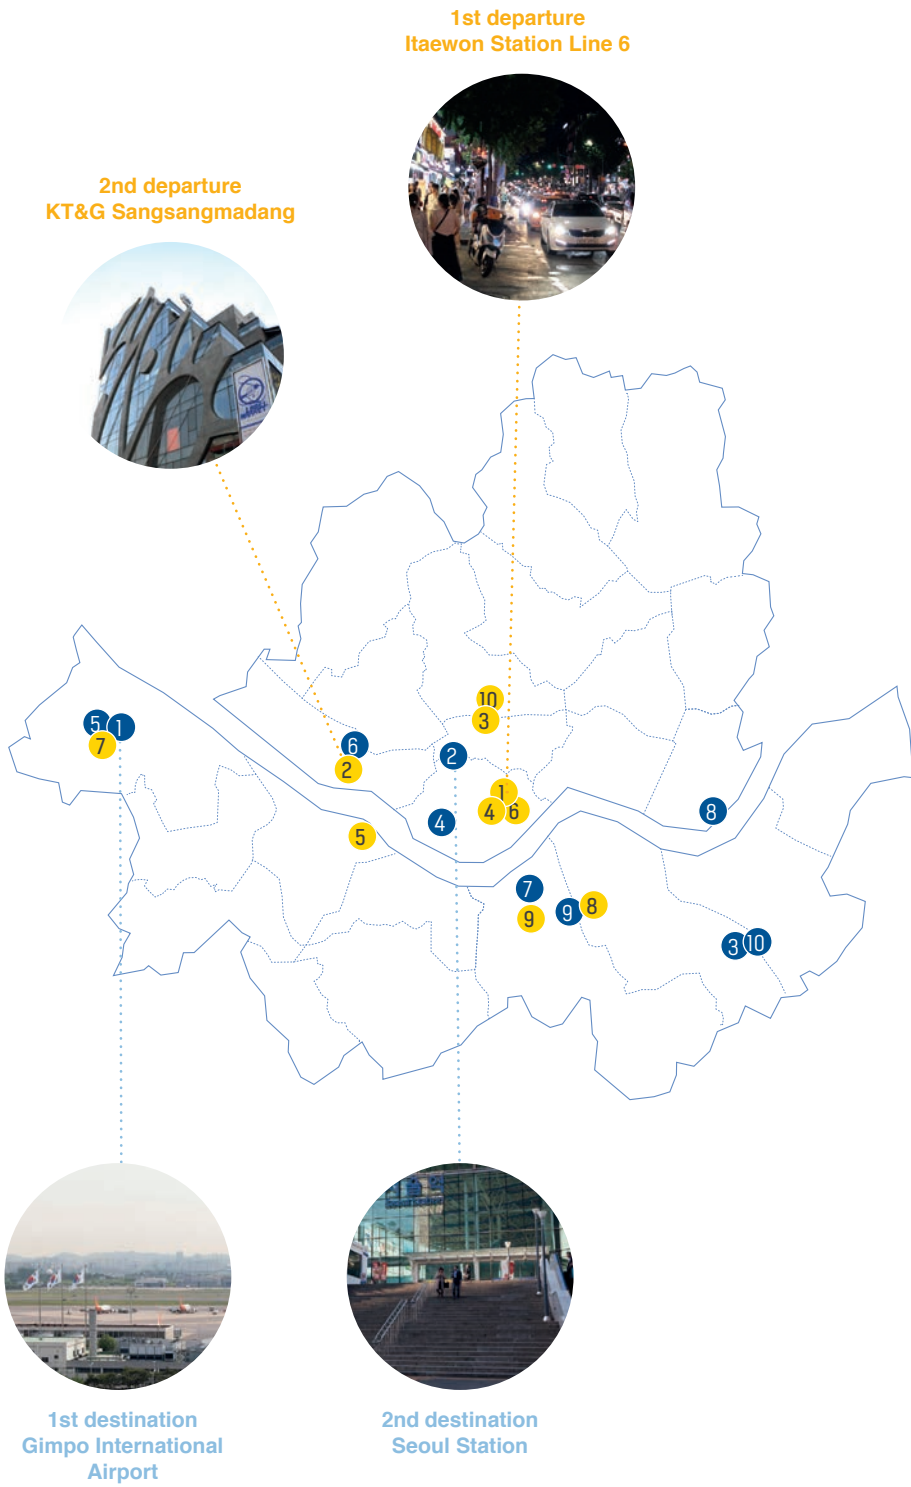 1st departure
Itaewon Station Line 6
2nd departure
KT&G Sangsangmadang
10
3
5
1
7
6
2
2
1
4
6
4
5
8
7
9
9
8
3
10
1st destination
Gimpo International
Airport
2nd destination
Seoul Station